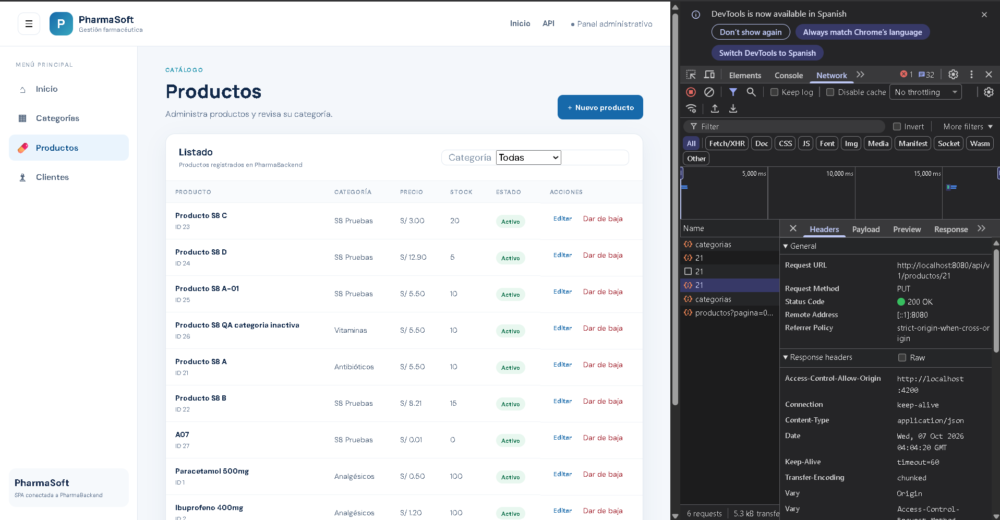 ☰
P
PharmaSoft
Gestión farmacéutica
Inicio
API
● Panel administrativo
MENÚ PRINCIPAL
Inicio
Categorías
Productos
Clientes
PharmaSoft
SPA conectada a PharmaBackend
CATÁLOGO
Productos
Administra productos y revisa su categoría.
+ Nuevo producto
Listado
Productos registrados en PharmaBackend
Categoría Todas
PRODUCTO CATEGORÍA PRECIO STOCK ESTADO ACCIONES
Producto S8 C
ID 23
S8 Pruebas S/ 3.00 20 Activo Editar Dar de baja
Producto S8 D
ID 24
S8 Pruebas S/ 12.90 5 Activo Editar Dar de baja
Producto S8 A-01
ID 25
S8 Pruebas S/ 5.50 10 Activo Editar Dar de baja
Producto S8 QA categoria inactiva
ID 26
Vitaminas S/ 5.50 10 Activo Editar Dar de baja
Producto S8 A
ID 21
Antibióticos S/ 5.50 10 Activo Editar Dar de baja
Producto S8 B
ID 22
S8 Pruebas S/ 8.21 15 Activo Editar Dar de baja
A07
ID 27
S8 Pruebas S/ 0.01 0 Activo Editar Dar de baja
Paracetamol 500mg
ID 1
Analgésicos S/ 0.50 100 Activo Editar Dar de baja
Ibuprofeno 400mg
ID 2
Analgésicos S/ 1.20 100 Activo Editar Dar de baja
DevTools is now available in Spanish
Don't show again
Always match Chrome's language
Switch DevTools to Spanish
Elements Console Network 1 32
Keep log Disable cache No throttling
Filter Invert More filters
All Fetch/XHR Doc CSS JS Font Img Media Manifest Socket Wasm
Other
5,000 ms 10,000 ms 15,000 ms
Name
categorias
21
21
21
categorias
productos?pagina=0...
6 requests 5.3 kB transfe
Headers Payload Preview Response
General
Request URL http://localhost:8080/api/v
1/productos/21
Request Method PUT
Status Code 200 OK
Remote Address [::1]:8080
Referrer Policy strict-origin-when-cross-or
igin
Response headers Raw
Access-Control-Allow-Origin http://localhost
:4200
Connection keep-alive
Content-Type application/json
Date Wed, 07 Oct 2026
04:04:20 GMT
Keep-Alive timeout=60
Transfer-Encoding chunked
Vary Origin
Vary Access-Control-
Request-Method